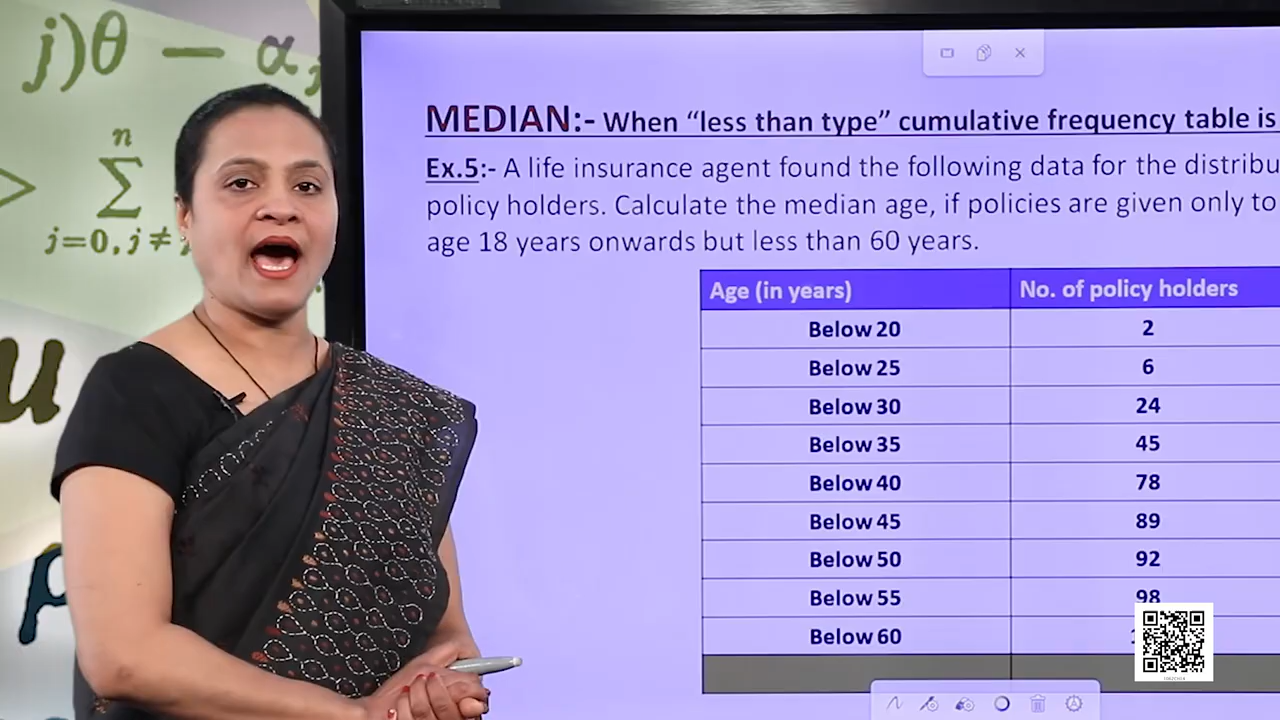 j)θ − α
n
> Σ
j=0, j ≠
u
MEDIAN:- When “less than type” cumulative frequency table is
Ex.5:- A life insurance agent found the following data for the
policy holders. Calculate the median age, if policies are given only to
age 18 years onwards but less than 60 years.
Age (in years) No. of policy holders
Below 20 2
Below 25 6
Below 30 24
Below 35 45
Below 40 78
Below 45 89
Below 50 92
Below 55 98
Below 60